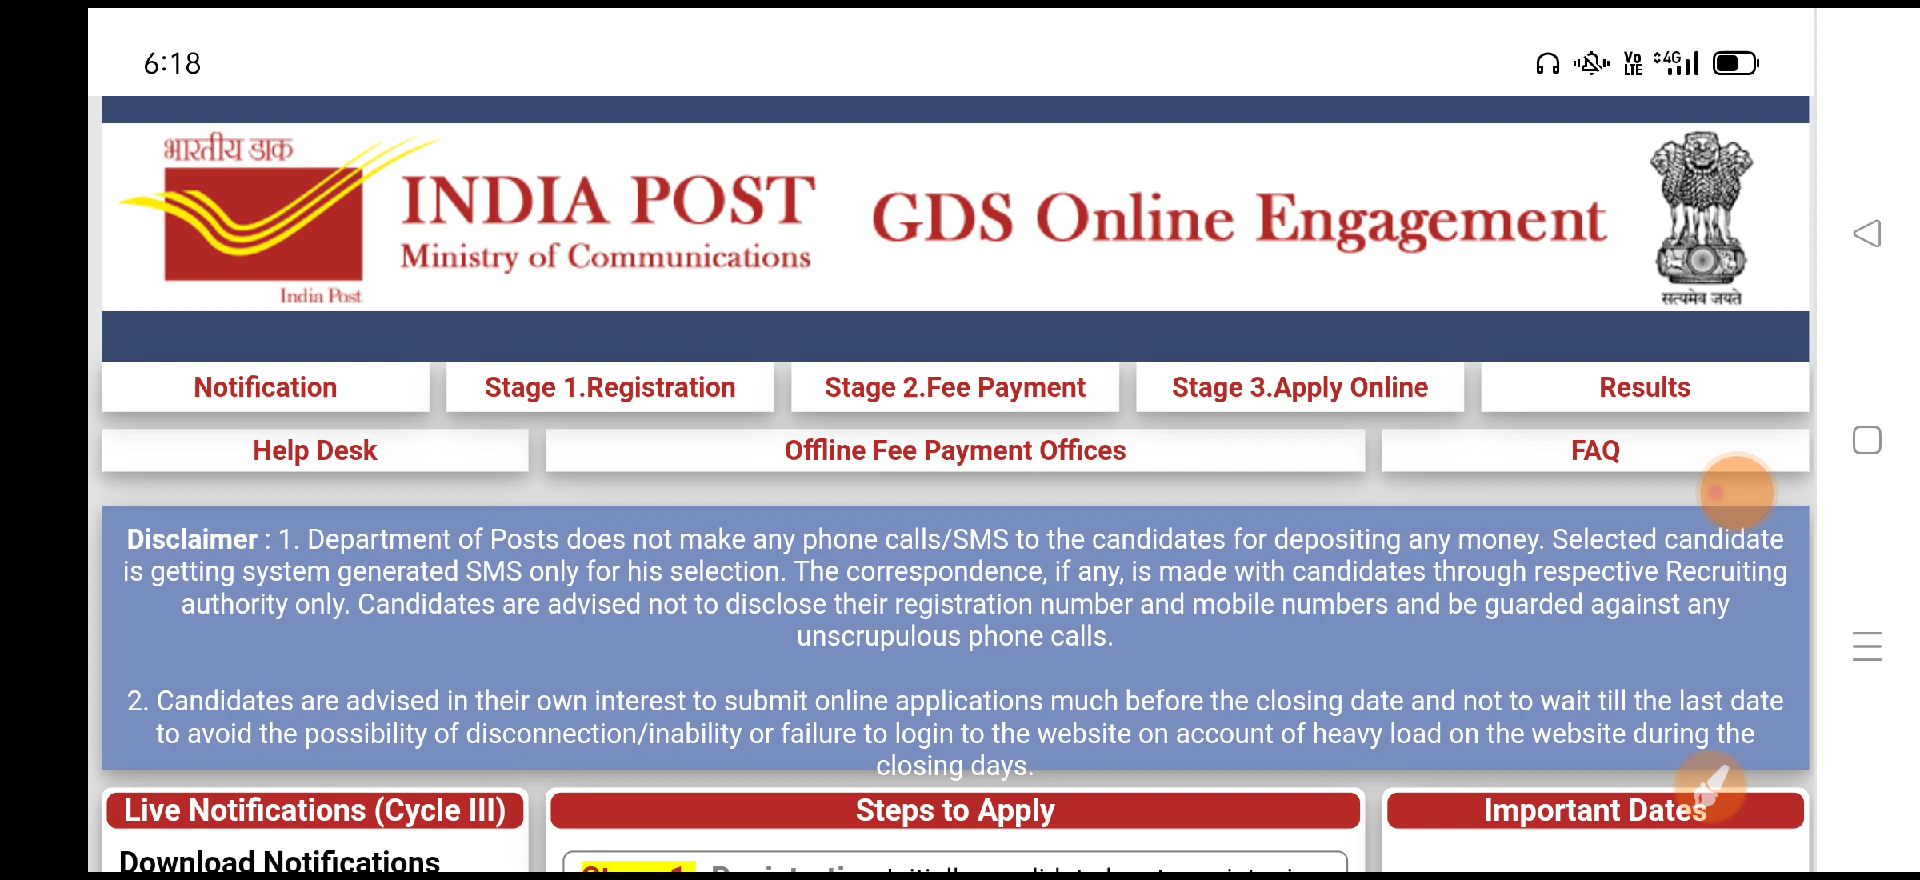 6:18
Vo LTE 4G
भारतीय डाक
INDIA POST
Ministry of Communications
India Post
GDS Online Engagement
सत्यमेव जयते
Notification
Stage 1.Registration
Stage 2.Fee Payment
Stage 3.Apply Online
Results
Help Desk
Offline Fee Payment Offices
FAQ
Disclaimer : 1. Department of Posts does not make any phone calls/SMS to the candidates for depositing any money. Selected candidate
is getting system generated SMS only for his selection. The correspondence, if any, is made with candidates through respective Recruiting
authority only. Candidates are advised not to disclose their registration number and mobile numbers and be guarded against any
unscrupulous phone calls.
2. Candidates are advised in their own interest to submit online applications much before the closing date and not to wait till the last date
to avoid the possibility of disconnection/inability or failure to login to the website on account of heavy load on the website during the
closing days.
Live Notifications (Cycle III)
Steps to Apply
Important Dates
Download Notifications